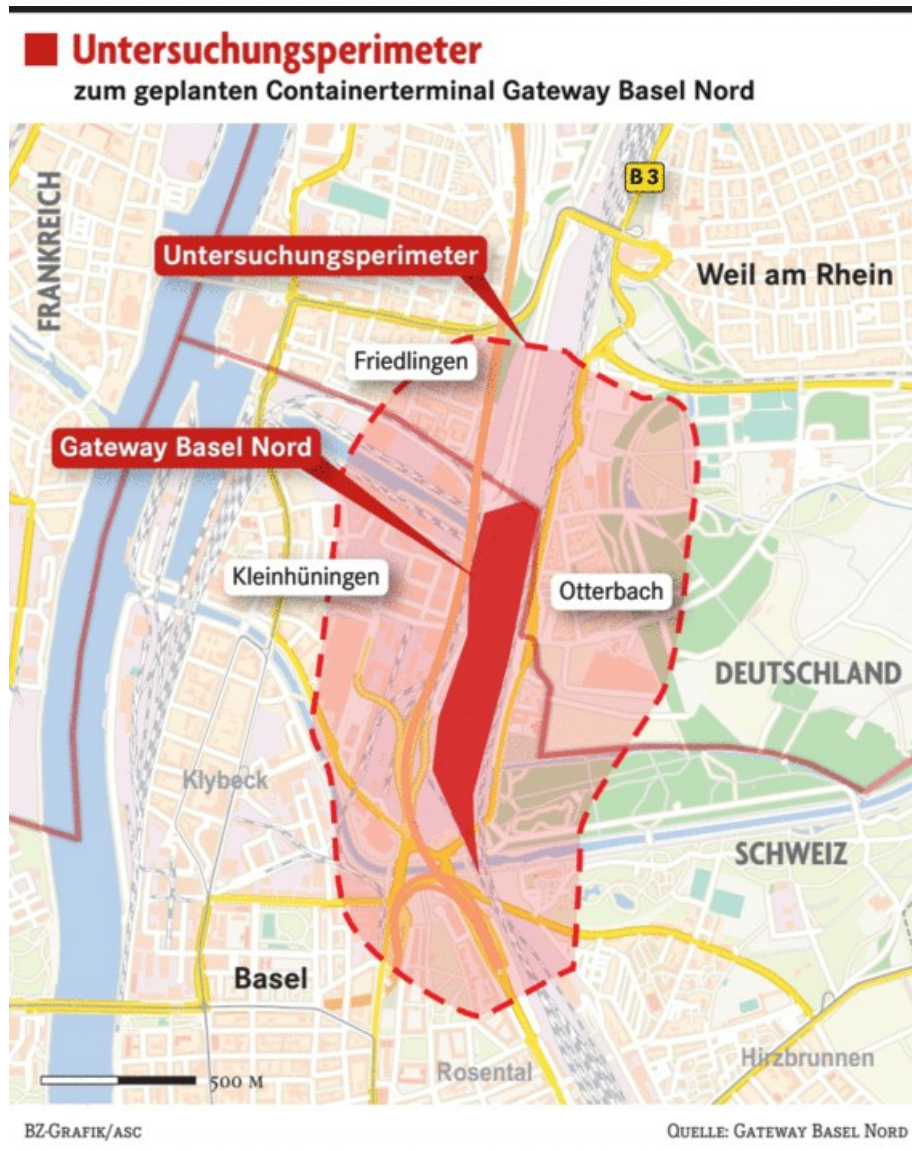 Untersuchungsperimeter
zum geplanten Containerterminal Gateway Basel Nord
FRANKREICH
B 3
Untersuchungsperimeter
Weil am Rhein
Friedlingen
Gateway Basel Nord
Kleinhüningen
Otterbach
DEUTSCHLAND
Klybeck
SCHWEIZ
Basel
Hirzbrunnen
Rosental
500 M
BZ-GRAFIK/ASC
QUELLE: GATEWAY BASEL NORD